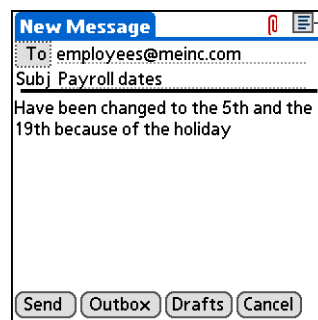 New Message
To employees@meinc.com
Subj Payroll dates
Have been changed to the 5th and the
19th because of the holiday
Send Outbox Drafts Cancel